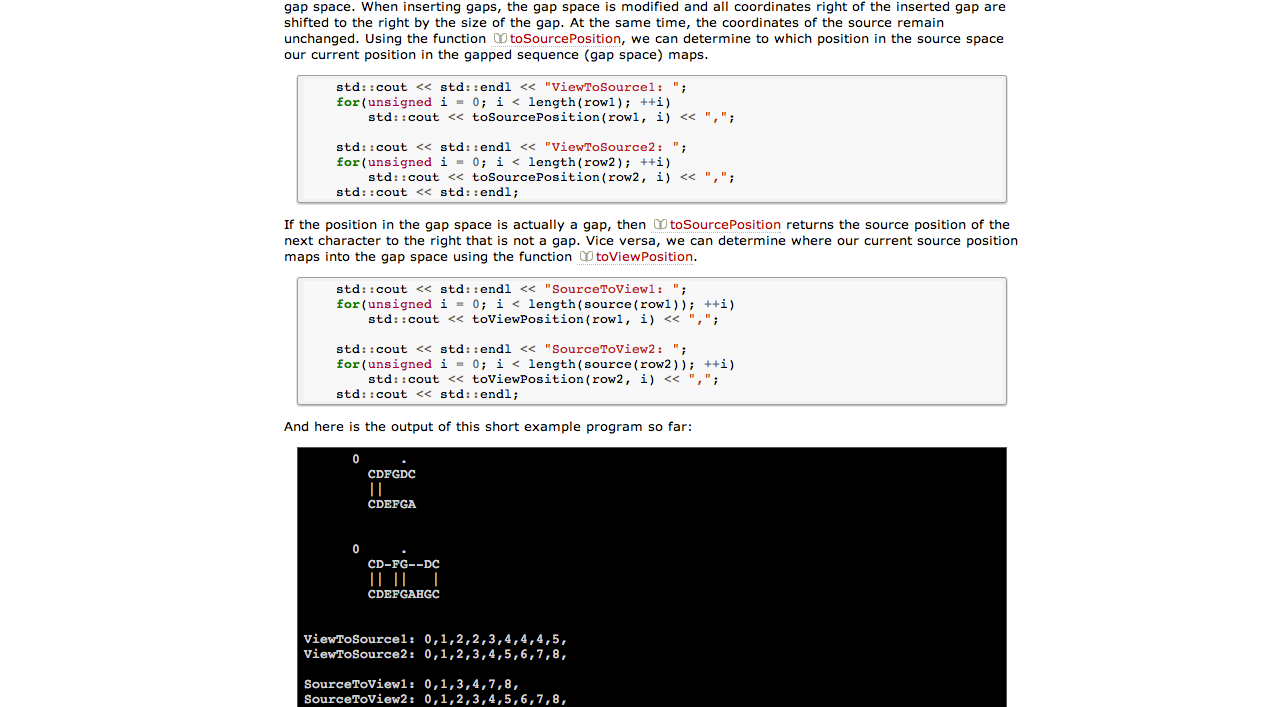 gap space. When inserting gaps, the gap space is modified and all coordinates right of the inserted gap are
shifted to the right by the size of the gap. At the same time, the coordinates of the source remain
unchanged. Using the function toSourcePosition, we can determine to which position in the source space
our current position in the gapped sequence (gap space) maps.
std::cout << std::endl << "ViewToSource1: ";
for(unsigned i = 0; i < length(row1); ++i)
std::cout << toSourcePosition(row1, i) << ",";
std::cout << std::endl << "ViewToSource2: ";
for(unsigned i = 0; i < length(row2); ++i)
std::cout << toSourcePosition(row2, i) << ",";
std::cout << std::endl;
If the position in the gap space is actually a gap, then toSourcePosition returns the source position of the
next character to the right that is not a gap. Vice versa, we can determine where our current source position
maps into the gap space using the function toViewPosition.
std::cout << std::endl << "SourceToView1: ";
for(unsigned i = 0; i < length(source(row1)); ++i)
std::cout << toViewPosition(row1, i) << ",";
std::cout << std::endl << "SourceToView2: ";
for(unsigned i = 0; i < length(source(row2)); ++i)
std::cout << toViewPosition(row2, i) << ",";
std::cout << std::endl;
And here is the output of this short example program so far:
0     .
CDFGDC
||
CDEFGA
0     .
CD-FG--DC
|| ||   |
CDEFGAHGC
ViewToSource1: 0,1,2,2,3,4,4,4,5,
ViewToSource2: 0,1,2,3,4,5,6,7,8,
SourceToView1: 0,1,3,4,7,8,
SourceToView2: 0,1,2,3,4,5,6,7,8,